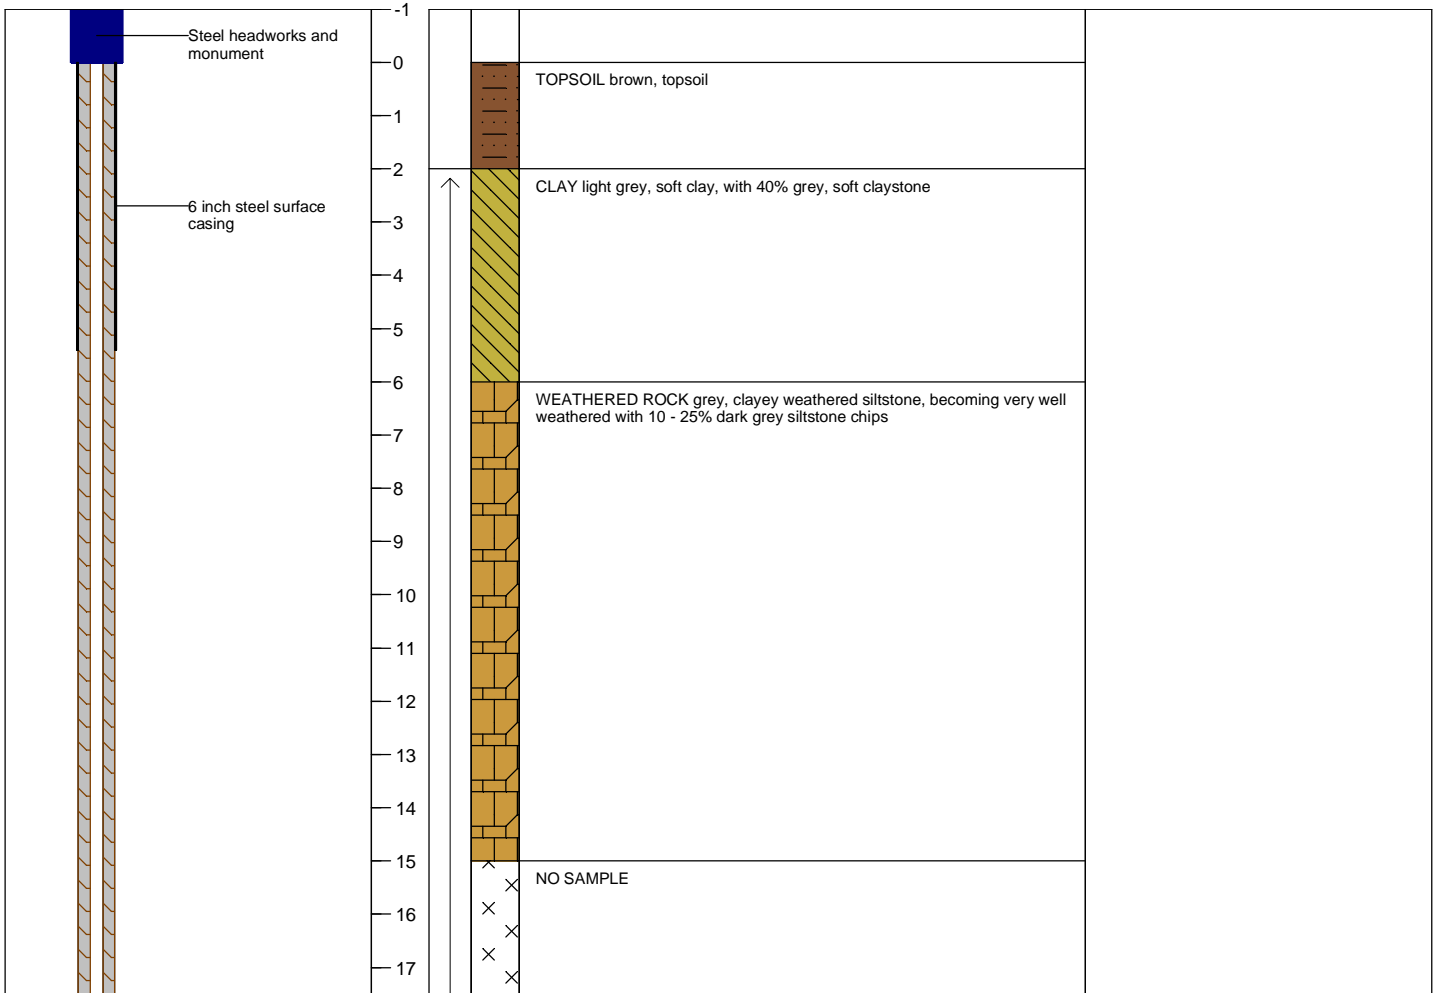 Steel headworks and
monument
6 inch steel surface
casing
-1
0
1
2
3
4
5
6
7
8
9
10
11
12
13
14
15
16
17
TOPSOIL brown, topsoil
CLAY light grey, soft clay, with 40% grey, soft claystone
WEATHERED ROCK grey, clayey weathered siltstone, becoming very well
weathered with 10 - 25% dark grey siltstone chips
NO SAMPLE